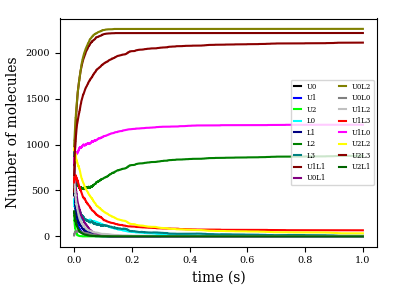 2000
1500
1000
500
0
Number of molecules
0.0 0.2 0.4 0.6 0.8 1.0
time (s)
U0
U1
U2
L0
L1
L2
L3
U1L1
U0L1
U0L2
U0L0
U1L2
U1L3
U1L0
U2L2
U2L3
U2L1